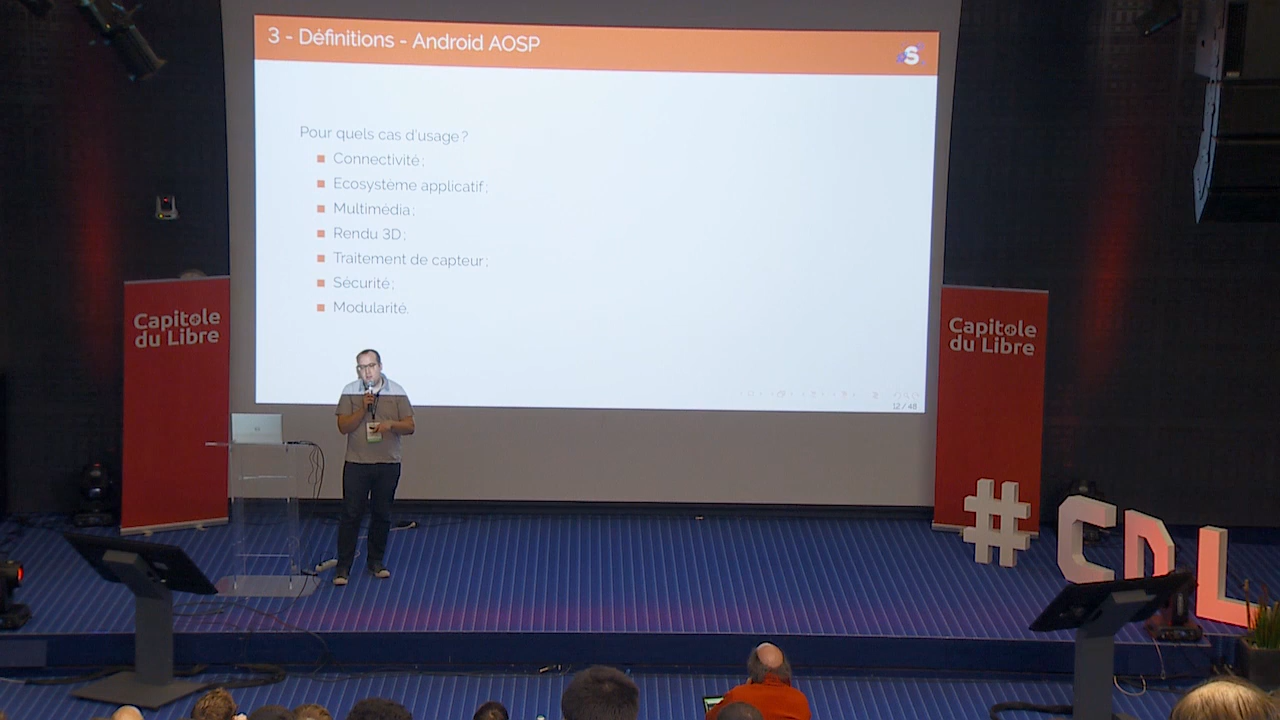 3 - Définitions - Android AOSP
S
Pour quels cas d'usage ?
Connectivité ;
Ecosystème applicatif ;
Multimédia ;
Rendu 3D ;
Traitement de capteur ;
Sécurité ;
Modularité.
12 / 48
Capitole
du Libre
Capitole
du Libre
#CDL